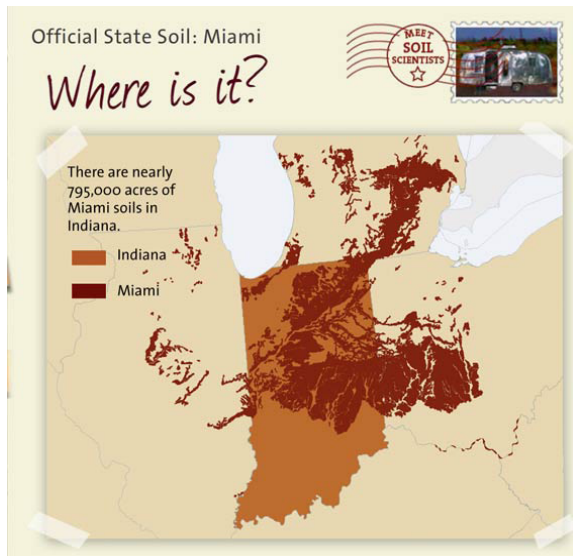 Official State Soil: Miami
Where is it?
MEET
SOIL
SCIENTISTS
There are nearly
795,000 acres of
Miami soils in
Indiana.
Indiana
Miami